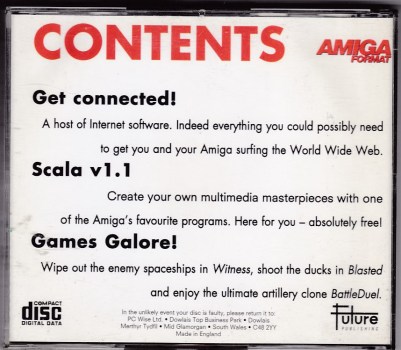 CONTENTS
AMIGA
FORMAT
Get connected!
A host of Internet software. Indeed everything you could possibly need
to get you and your Amiga surfing the World Wide Web.
Scala v1.1
Create your own multimedia masterpieces with one
of the Amiga's favourite programs. Here for you – absolutely free!
Games Galore!
Wipe out the enemy spaceships in Witness, shoot the ducks in Blasted
and enjoy the ultimate artillery clone BattleDuel.
COMPACT
disc
DIGITAL DATA
In the unlikely event your disc is faulty, please return it to:
PC Wise Ltd. • Dowlais Top Business Park • Dowlais
Merthyr Tydfil • Mid Glamorgan • South Wales • C48 2YY
Made in England
Future
PUBLISHING